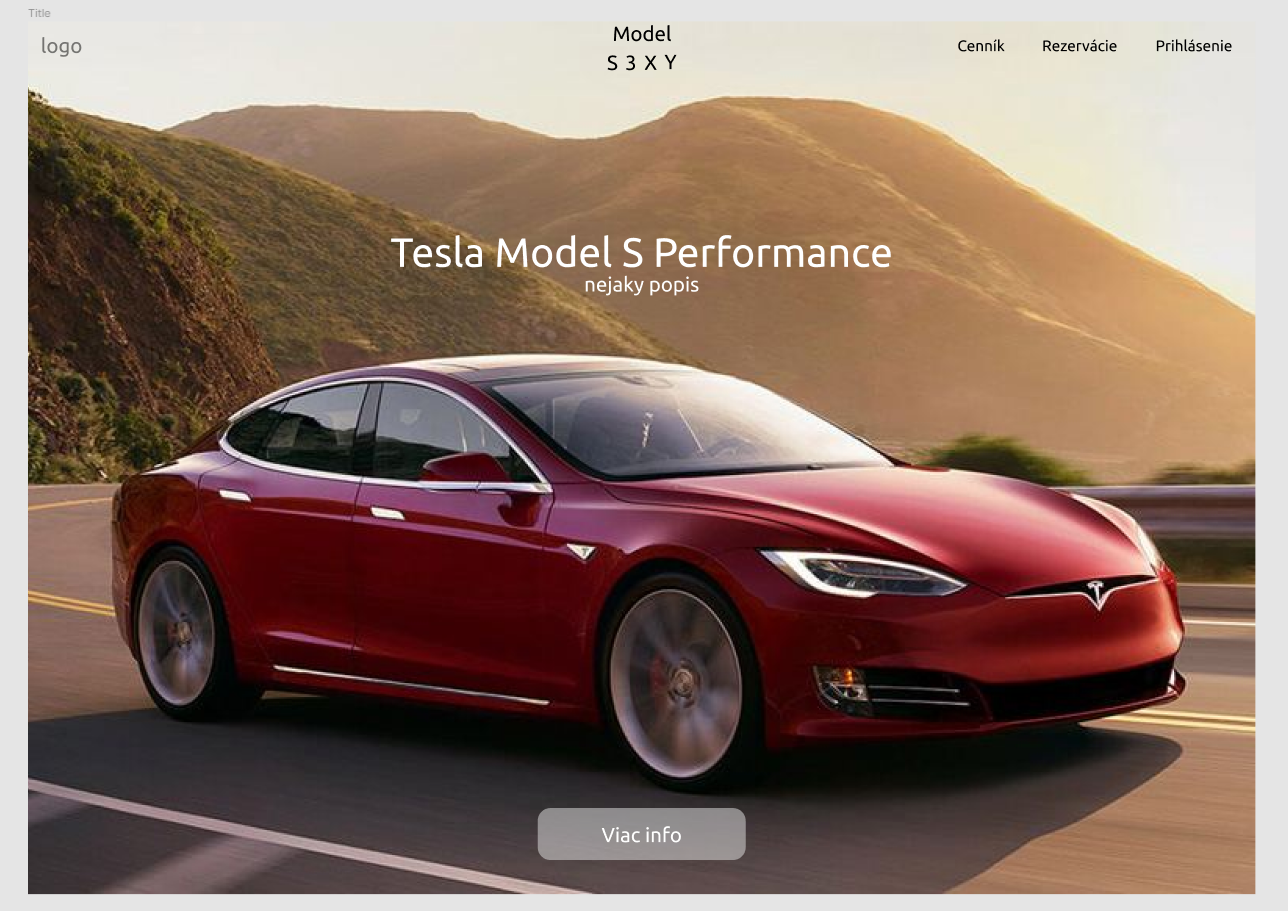 Title
logo
Model
S 3 X Y
Cenník
Rezervácie
Prihlásenie
Tesla Model S Performance
nejaky popis
Viac info